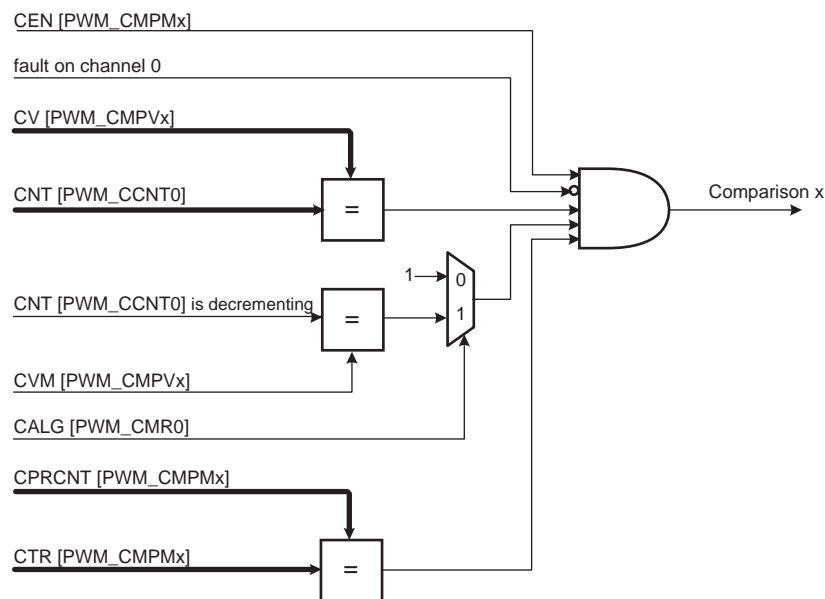 CEN [PWM_CMPMx]
fault on channel 0
CV [PWM_CMPVx]
CNT [PWM_CCNT0]
=
Comparison x
1
0
CNT [PWM_CCNT0] is decrementing
=
1
CVM [PWM_CMPVx]
CALG [PWM_CMR0]
CPRCNT [PWM_CMPMx]
CTR [PWM_CMPMx]
=